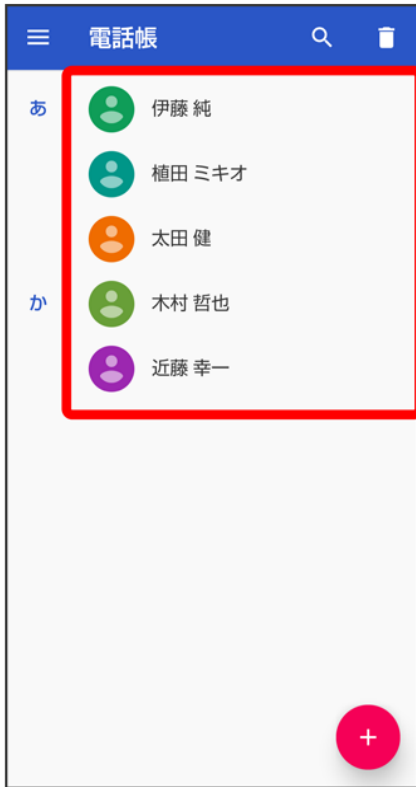 電話帳
あ
伊藤 純
植田 ミキオ
太田 健
か
木村 哲也
近藤 幸一